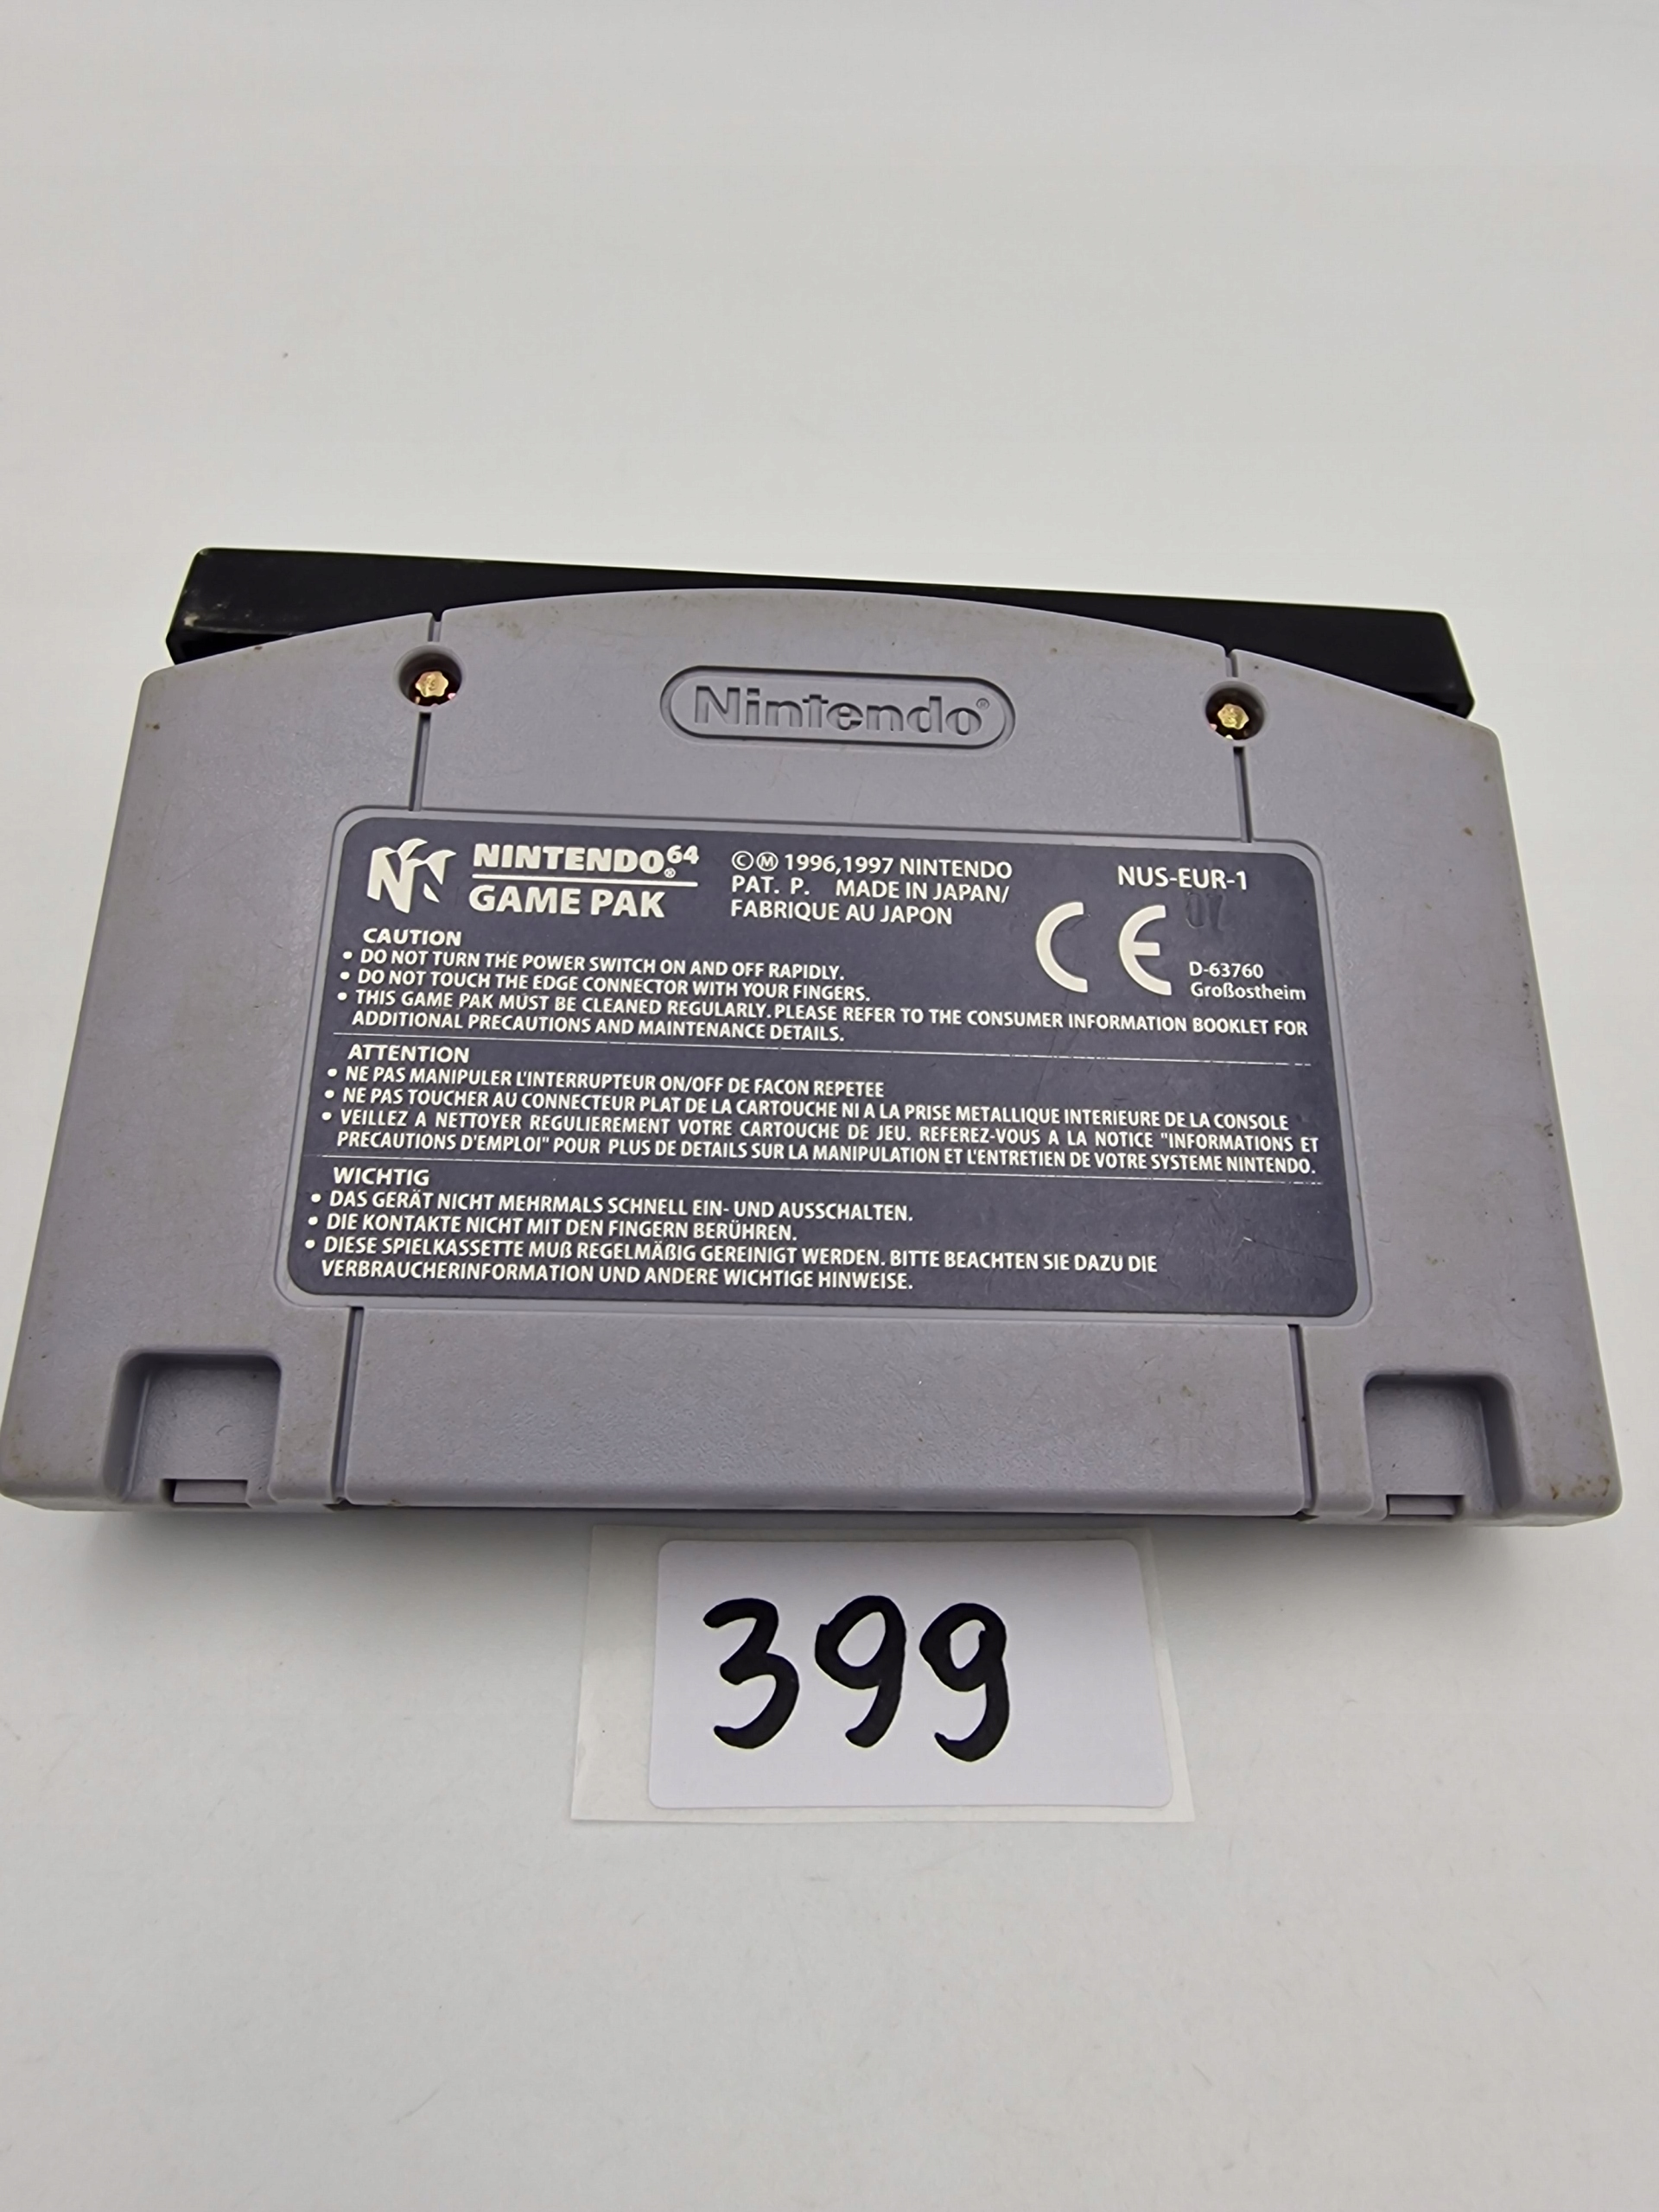 Nintendo®
NINTENDO®64
GAME PAK
©Ⓜ 1996,1997 NINTENDO
PAT. P. MADE IN JAPAN/
FABRIQUE AU JAPON
NUS-EUR-1
07
CE
D-63760
Großostheim
CAUTION
• DO NOT TURN THE POWER SWITCH ON AND OFF RAPIDLY.
• DO NOT TOUCH THE EDGE CONNECTOR WITH YOUR FINGERS.
• THIS GAME PAK MUST BE CLEANED REGULARLY. PLEASE REFER TO THE CONSUMER INFORMATION BOOKLET FOR
ADDITIONAL PRECAUTIONS AND MAINTENANCE DETAILS.
ATTENTION
• NE PAS MANIPULER L'INTERRUPTEUR ON/OFF DE FACON REPETEE
• NE PAS TOUCHER AU CONNECTEUR PLAT DE LA CARTOUCHE NI A LA PRISE METALLIQUE INTERIEURE DE LA CONSOLE
• VEILLEZ A NETTOYER REGULIEREMENT VOTRE CARTOUCHE DE JEU. REFEREZ-VOUS A LA NOTICE "INFORMATIONS ET
PRECAUTIONS D'EMPLOI" POUR PLUS DE DETAILS SUR LA MANIPULATION ET L'ENTRETIEN DE VOTRE SYSTEME NINTENDO.
WICHTIG
• DAS GERÄT NICHT MEHRMALS SCHNELL EIN- UND AUSSCHALTEN.
• DIE KONTAKTE NICHT MIT DEN FINGERN BERÜHREN.
• DIESE SPIELKASSETTE MUß REGELMÄßIG GEREINIGT WERDEN. BITTE BEACHTEN SIE DAZU DIE
VERBRAUCHERINFORMATION UND ANDERE WICHTIGE HINWEISE.
399